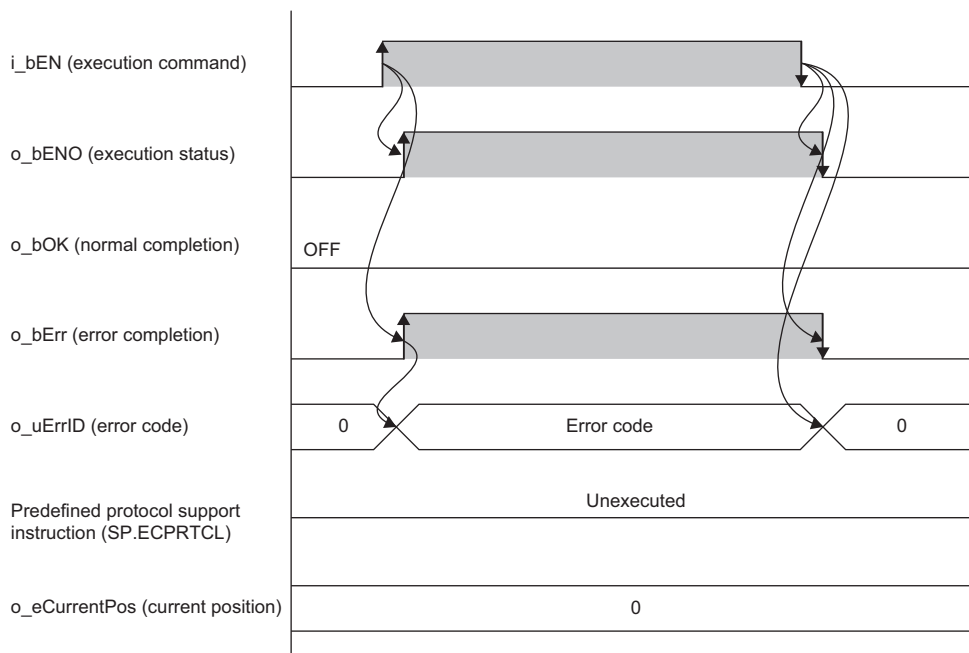 i_bEN (execution command)
o_bENO (execution status)
o_bOK (normal completion)
OFF
o_bErr (error completion)
o_uErrID (error code)
0
Error code
0
Predefined protocol support
instruction (SP.ECPRTCL)
Unexecuted
o_eCurrentPos (current position)
0